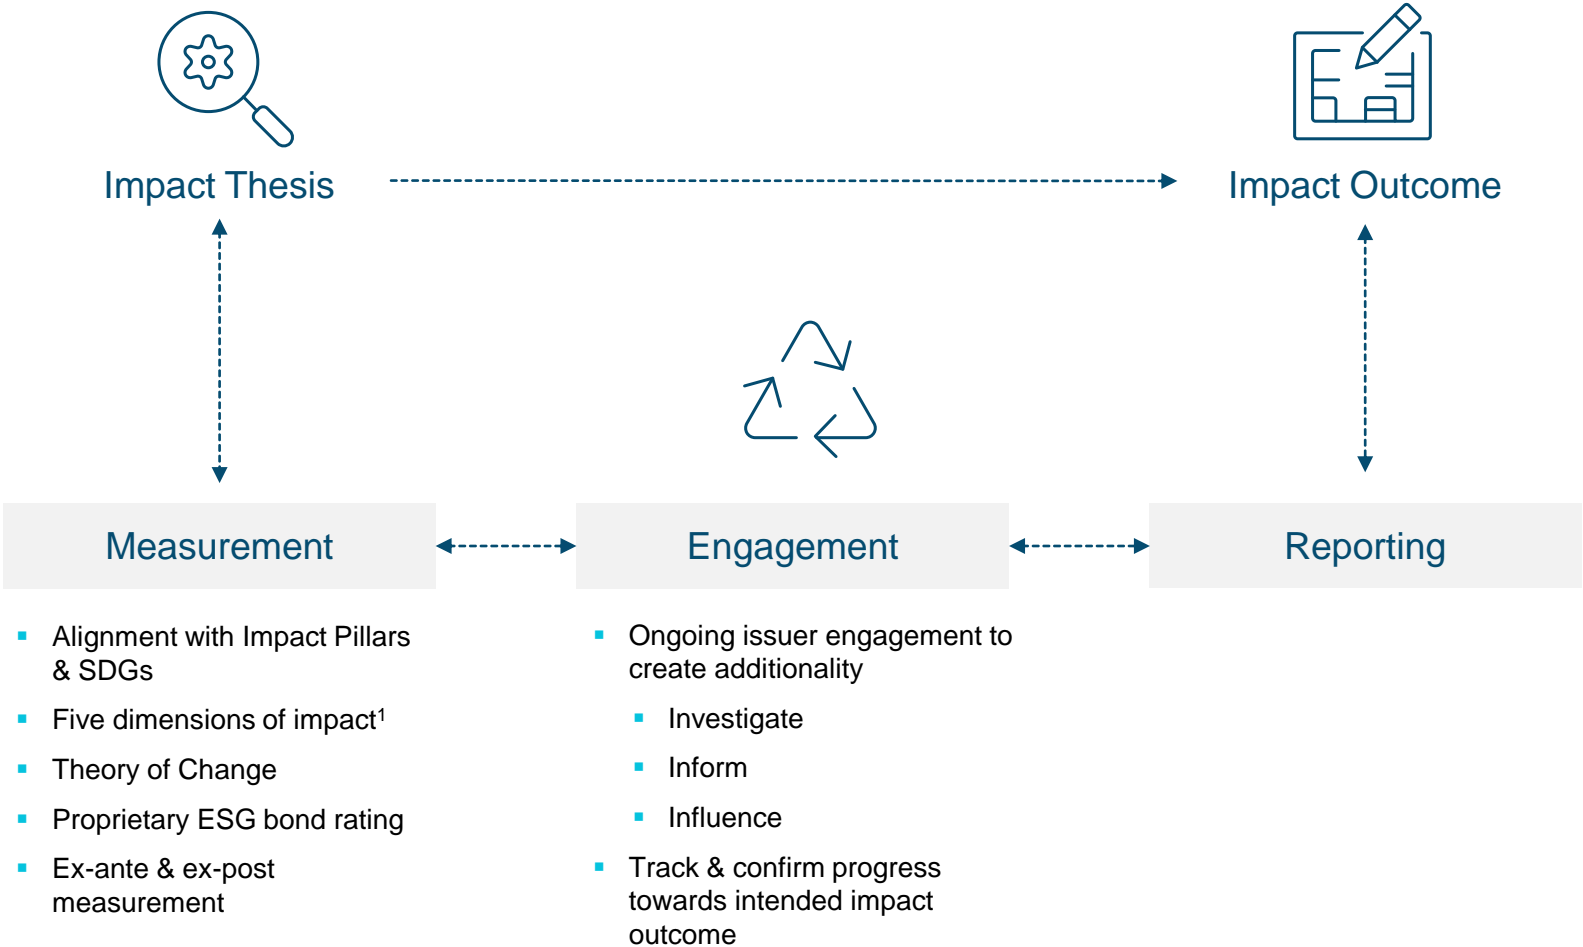 Impact Thesis
Impact Outcome
Measurement
Engagement
Reporting
Alignment with Impact Pillars
& SDGs
Five dimensions of impact1
Theory of Change
Proprietary ESG bond rating
Ex-ante & ex-post
measurement
Ongoing issuer engagement to
create additionality
Investigate
Inform
Influence
Track & confirm progress
towards intended impact
outcome